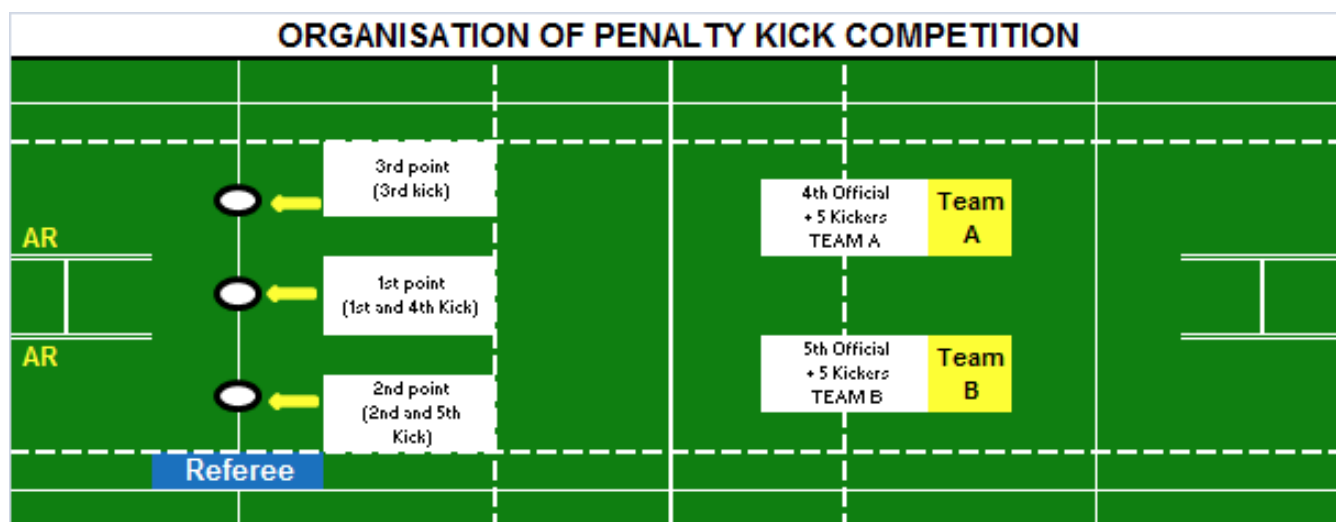 ORGANISATION OF PENALTY KICK COMPETITION
3rd point
(3rd kick)
4th Official
+ 5 Kickers
TEAM A
Team
A
AR
1st point
(1st and 4th Kick)
AR
5th Official
+ 5 Kickers
TEAM B
Team
B
2nd point
(2nd and 5th
Kick)
Referee